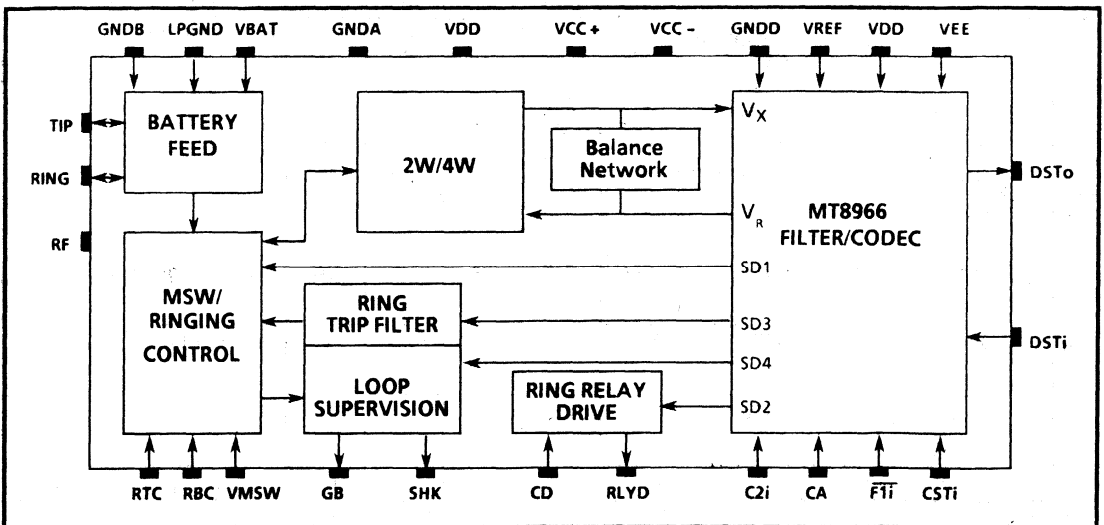 GNDB LPGND VBAT GNDA VDD VCC+ VCC- GNDD VREF VDD VEE
TIP
RING
RF
BATTERY
FEED
2W/4W
Balance
Network
VX
VR
MT8966
FILTER/CODEC
DSTo
DSTi
SD1
SD3
SD4
SD2
MSW/
RINGING
CONTROL
RING
TRIP FILTER
LOOP
SUPERVISION
RING RELAY
DRIVE
RTC RBC VMSW GB SHK CD RLYD C2i CA F1i CSTi